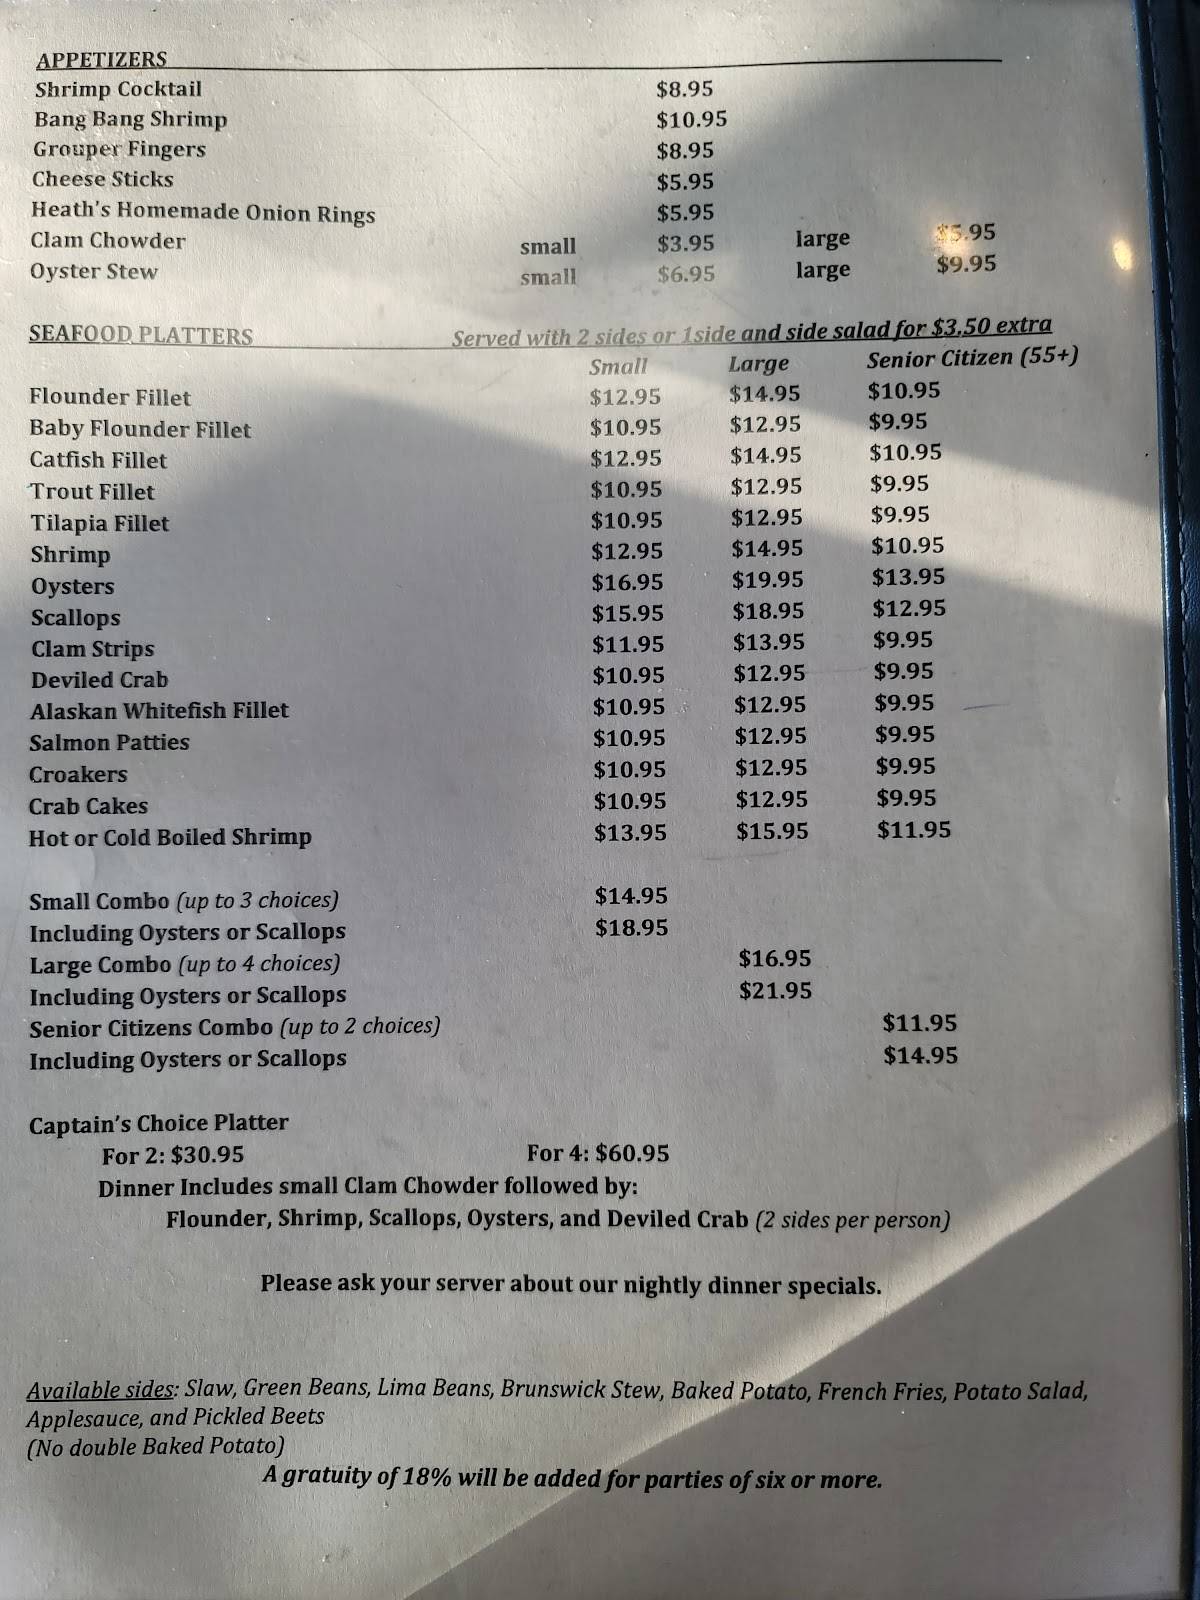 APPETIZERS
Shrimp Cocktail $8.95
Bang Bang Shrimp $10.95
Grouper Fingers $8.95
Cheese Sticks $5.95
Heath's Homemade Onion Rings $5.95
Clam Chowder small $3.95 large $5.95
Oyster Stew small $6.95 large $9.95
SEAFOOD PLATTERS Served with 2 sides or 1side and side salad for $3.50 extra
Small Large Senior Citizen (55+)
Flounder Fillet $12.95 $14.95 $10.95
Baby Flounder Fillet $10.95 $12.95 $9.95
Catfish Fillet $12.95 $14.95 $10.95
Trout Fillet $10.95 $12.95 $9.95
Tilapia Fillet $10.95 $12.95 $9.95
Shrimp $12.95 $14.95 $10.95
Oysters $16.95 $19.95 $13.95
Scallops $15.95 $18.95 $12.95
Clam Strips $11.95 $13.95 $9.95
Deviled Crab $10.95 $12.95 $9.95
Alaskan Whitefish Fillet $10.95 $12.95 $9.95
Salmon Patties $10.95 $12.95 $9.95
Croakers $10.95 $12.95 $9.95
Crab Cakes $10.95 $12.95 $9.95
Hot or Cold Boiled Shrimp $13.95 $15.95 $11.95
Small Combo (up to 3 choices) $14.95
Including Oysters or Scallops $18.95
Large Combo (up to 4 choices) $16.95
Including Oysters or Scallops $21.95
Senior Citizens Combo (up to 2 choices) $11.95
Including Oysters or Scallops $14.95
Captain's Choice Platter
For 2: $30.95 For 4: $60.95
Dinner Includes small Clam Chowder followed by:
Flounder, Shrimp, Scallops, Oysters, and Deviled Crab (2 sides per person)
Please ask your server about our nightly dinner specials.
Available sides: Slaw, Green Beans, Lima Beans, Brunswick Stew, Baked Potato, French Fries, Potato Salad,
Applesauce, and Pickled Beets
(No double Baked Potato)
A gratuity of 18% will be added for parties of six or more.